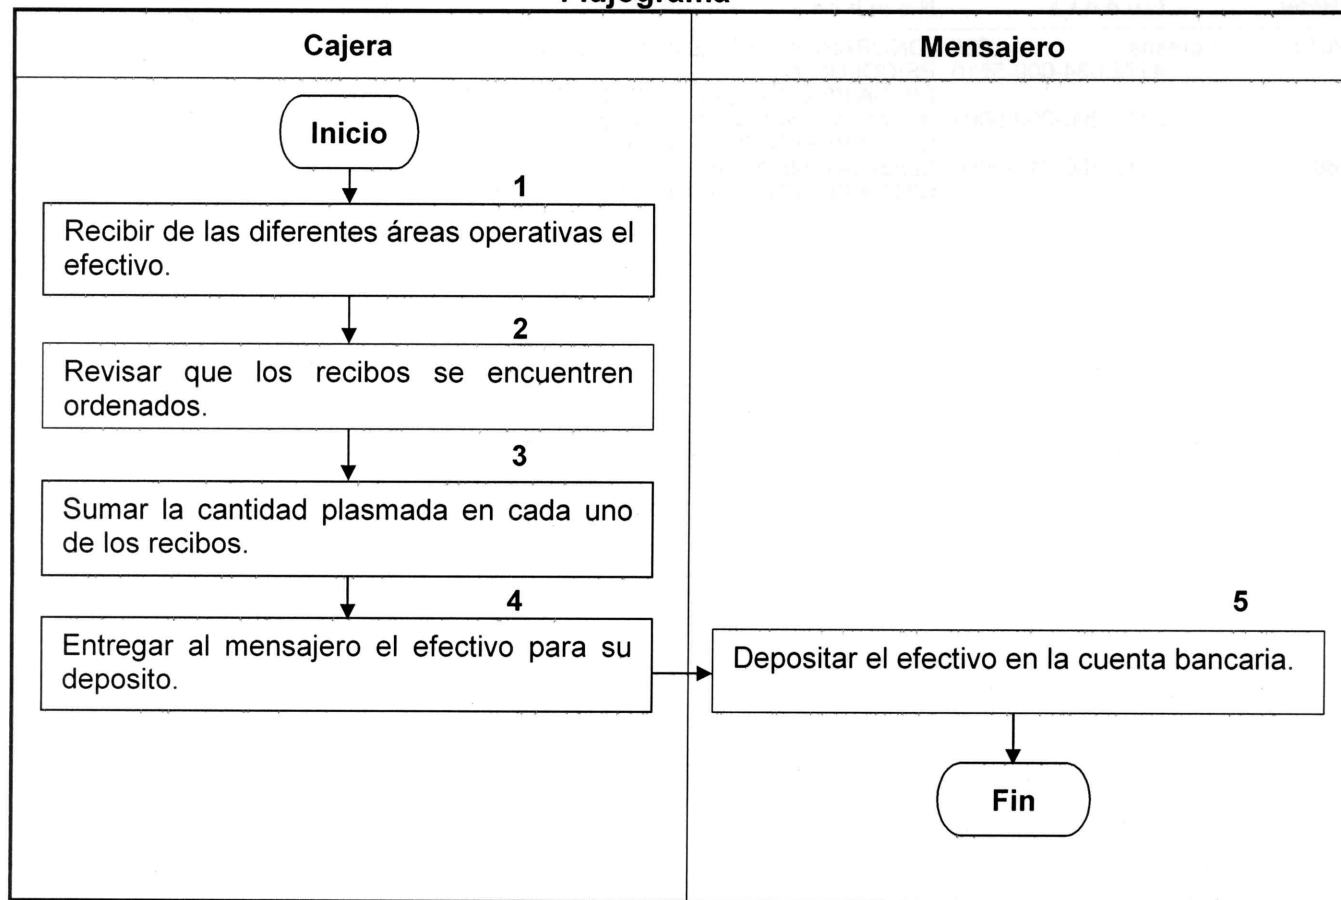 Flujograma
Cajera
Mensajero
Inicio
1
Recibir de las diferentes áreas operativas el
efectivo.
2
Revisar que los recibos se encuentren
ordenados.
3
Sumar la cantidad plasmada en cada uno
de los recibos.
4
Entregar al mensajero el efectivo para su
deposito.
5
Depositar el efectivo en la cuenta bancaria.
Fin